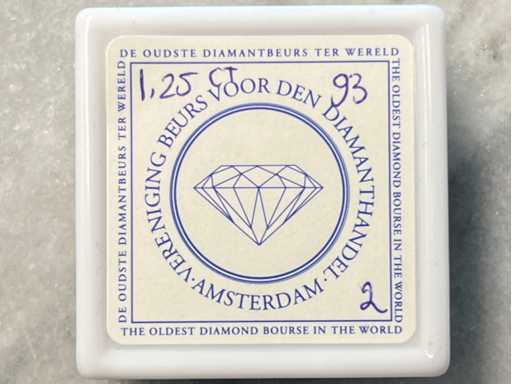 DE OUDSTE DIAMANTBEURS TER WERELD
THE OLDEST DIAMOND BOURSE IN THE WORLD
THE OLDEST DIAMOND BOURSE IN THE WORLD
DE OUDSTE DIAMANTBEURS TER WERELD
1,25 CT
93
VERENIGING BEURS VOOR DEN DIAMANTHANDEL
·AMSTERDAM·
2